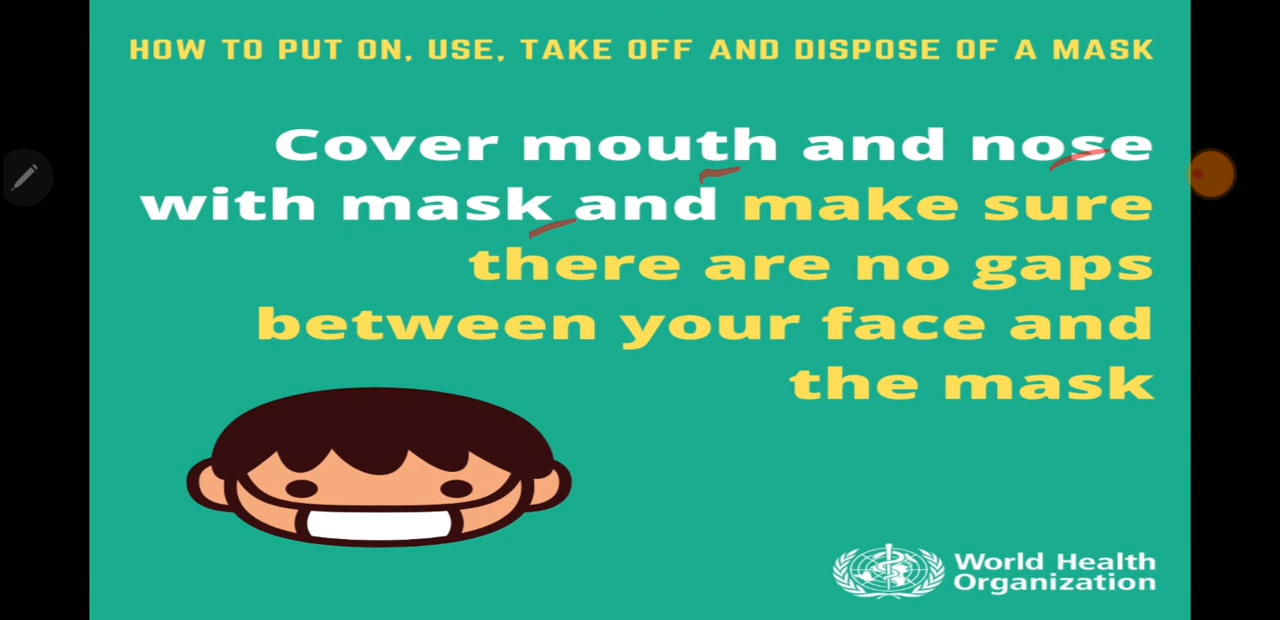 HOW TO PUT ON, USE, TAKE OFF AND DISPOSE OF A MASK
Cover mouth and nose
with mask and make sure
there are no gaps
between your face and
the mask
World Health
Organization